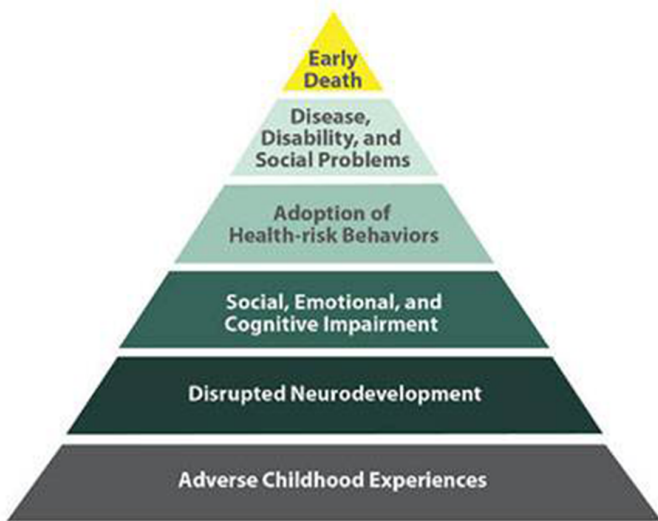 Early
Death
Disease,
Disability, and
Social Problems
Adoption of
Health-risk Behaviors
Social, Emotional, and
Cognitive Impairment
Disrupted Neurodevelopment
Adverse Childhood Experiences